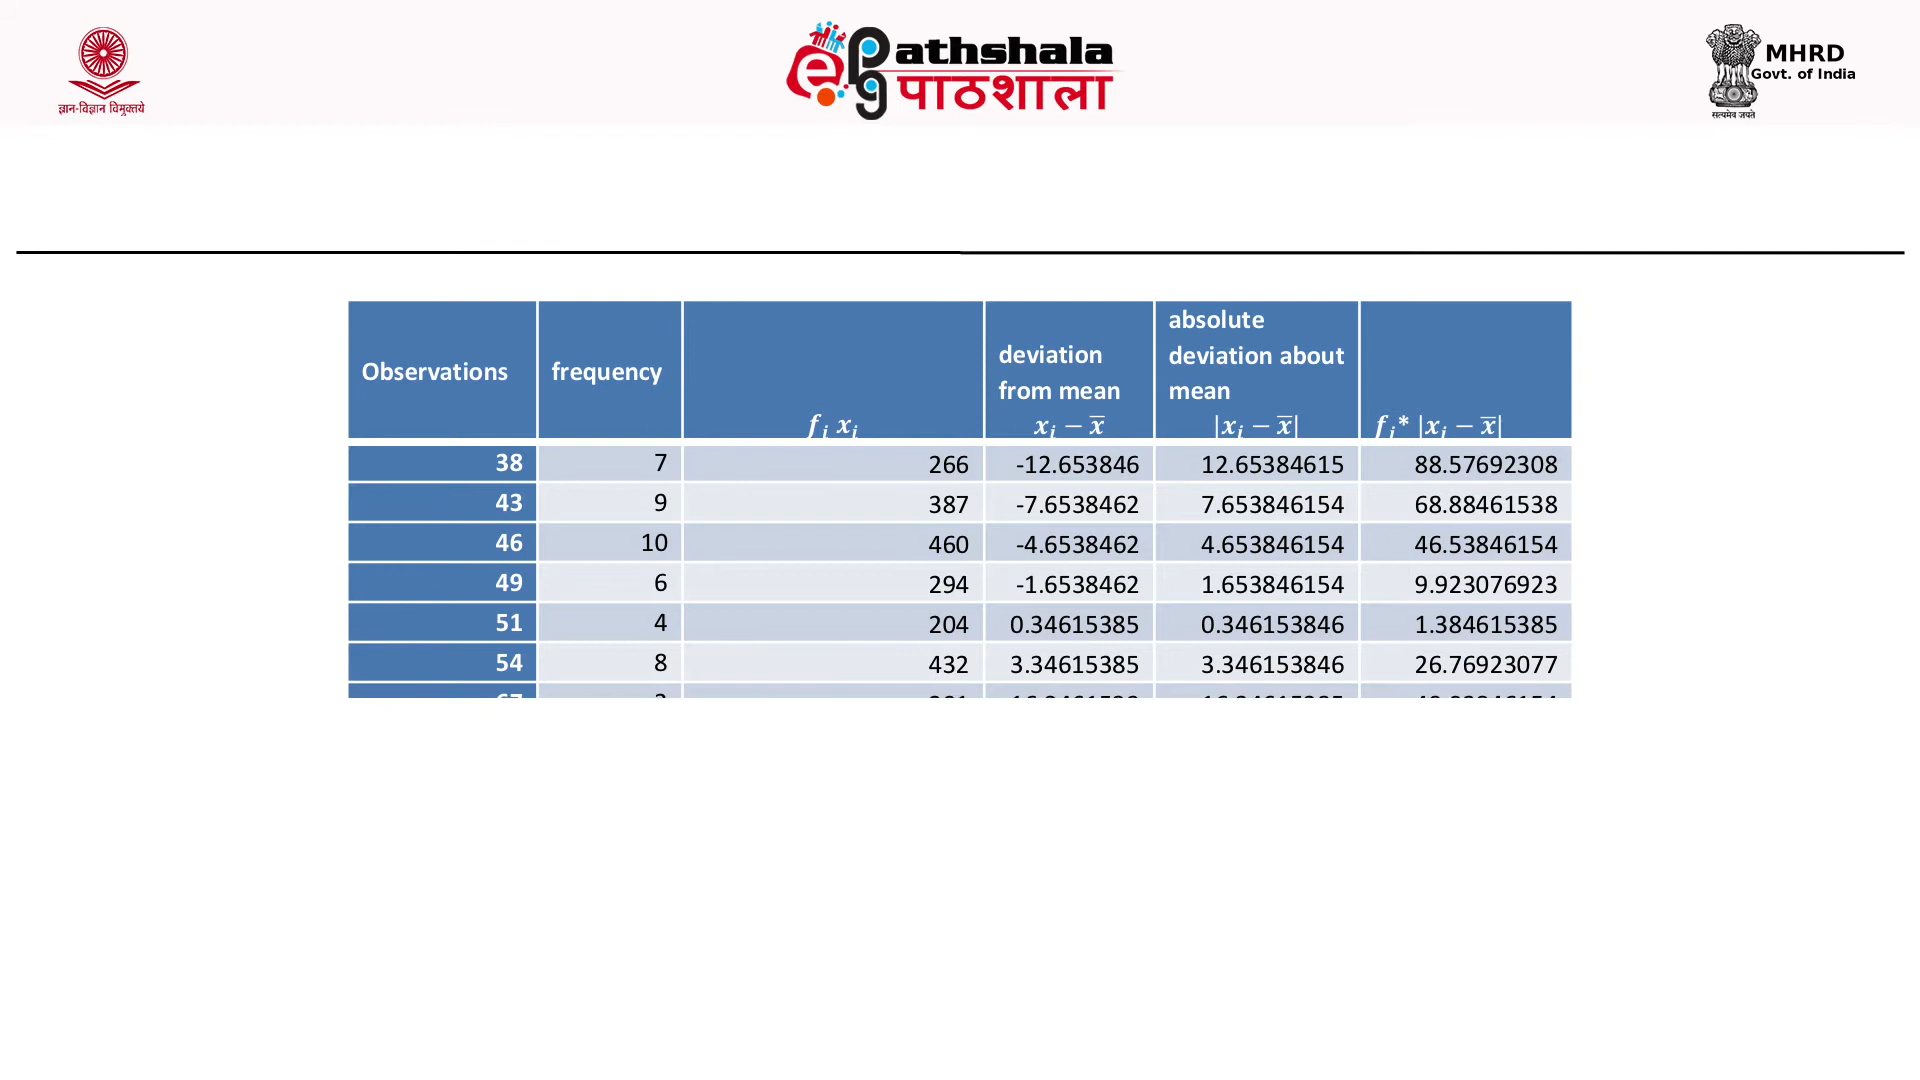 ज्ञान-विज्ञान विमुक्तये
e pg Pathshala
पाठशाला
MHRD
Govt. of India
सत्यमेव जयते
Observations frequency f_i x_i deviation from mean x_i − x̅ absolute deviation about mean |x_i − x̅| f_i* |x_i − x̅|
38 7 266 -12.653846 12.65384615 88.57692308
43 9 387 -7.6538462 7.653846154 68.88461538
46 10 460 -4.6538462 4.653846154 46.53846154
49 6 294 -1.6538462 1.653846154 9.923076923
51 4 204 0.34615385 0.346153846 1.384615385
54 8 432 3.34615385 3.346153846 26.76923077